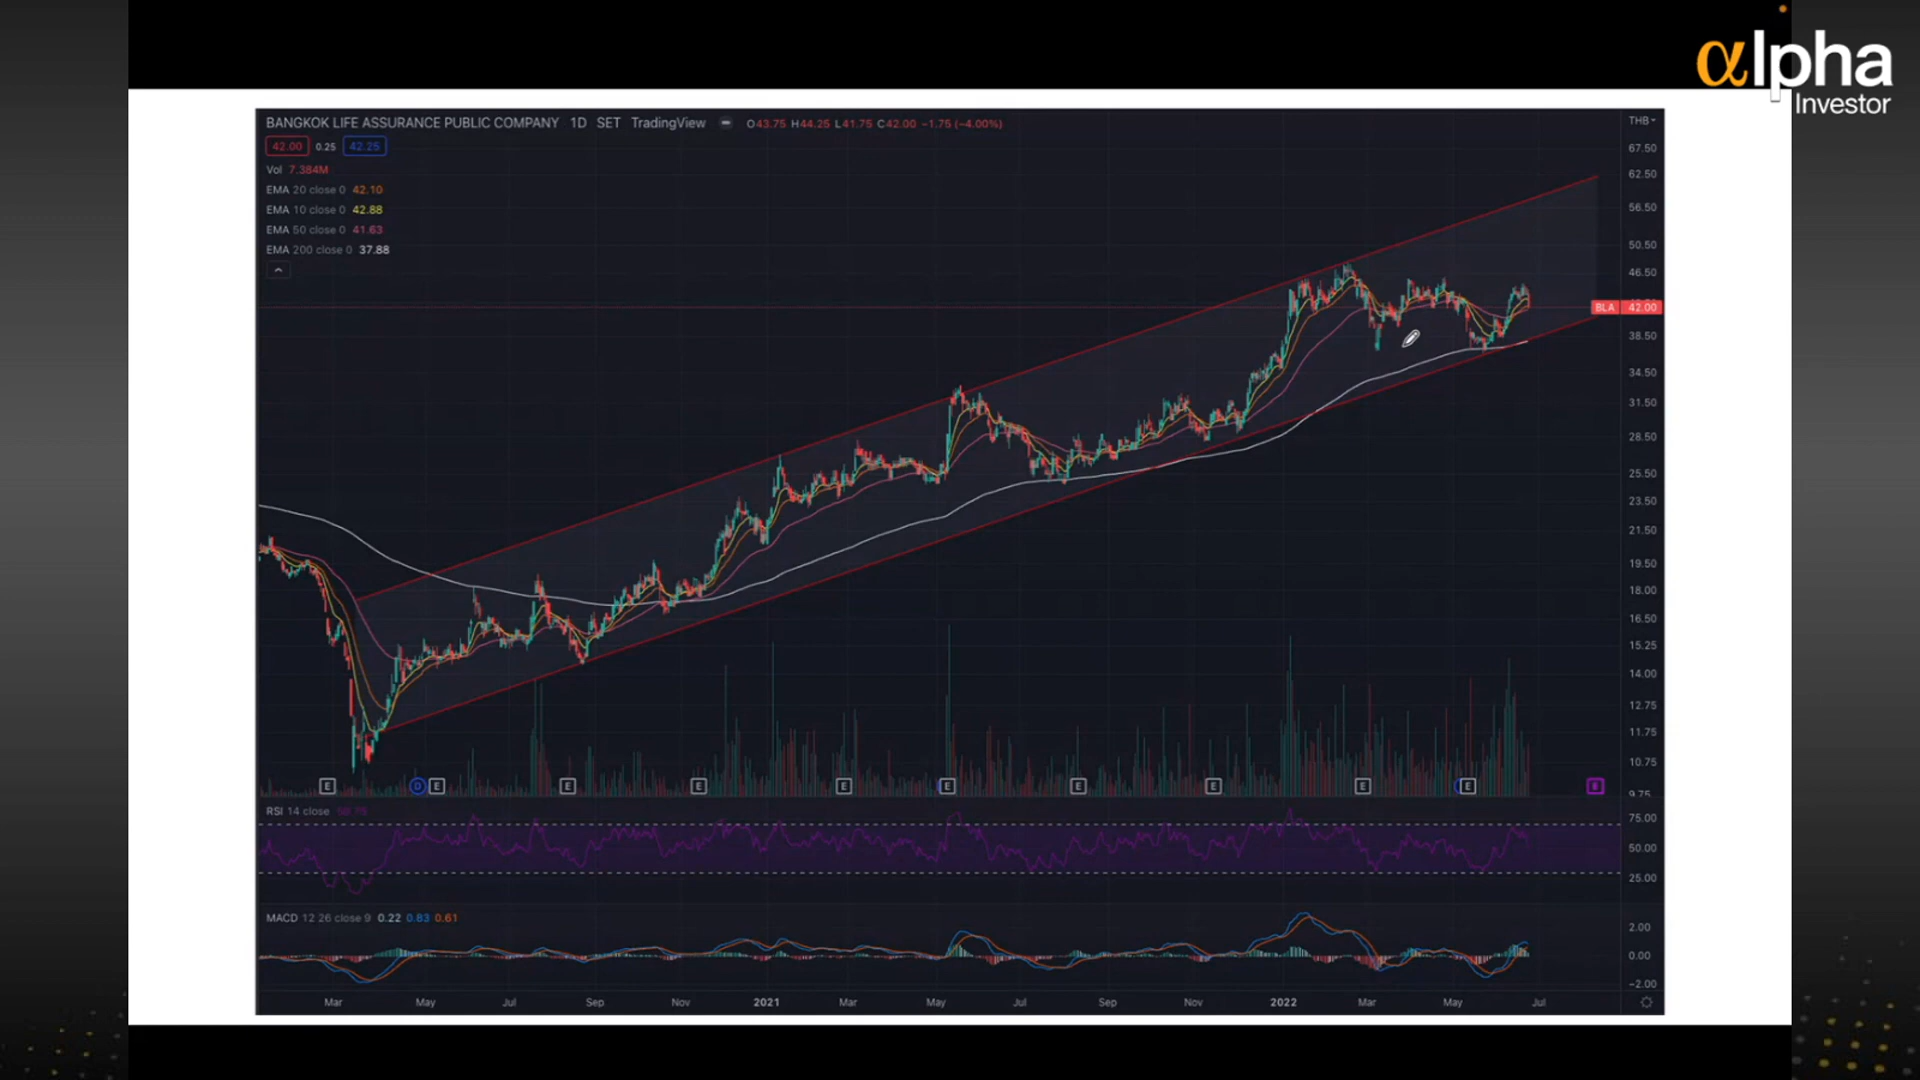 αlpha
Investor
BANGKOK LIFE ASSURANCE PUBLIC COMPANY 1D SET TradingView O43.75 H44.25 L41.75 C42.00 −1.75 (−4.00%)
THB
42.00 0.25 42.25
Vol 7.384M
EMA 20 close 0 42.10
EMA 10 close 0 42.88
EMA 50 close 0 41.63
EMA 200 close 0 37.88
67.50
62.50
56.50
50.50
46.50
BLA 42.00
38.50
34.50
31.50
28.50
25.50
23.50
21.50
19.50
18.00
16.50
15.25
14.00
12.75
11.75
10.75
9.75
E D E E E E E E E E E E
RSI 14 close
75.00
50.00
25.00
MACD 12 26 close 9 0.22 0.83 0.61
2.00
0.00
−2.00
Mar May Jul Sep Nov 2021 Mar May Jul Sep Nov 2022 Mar May Jul